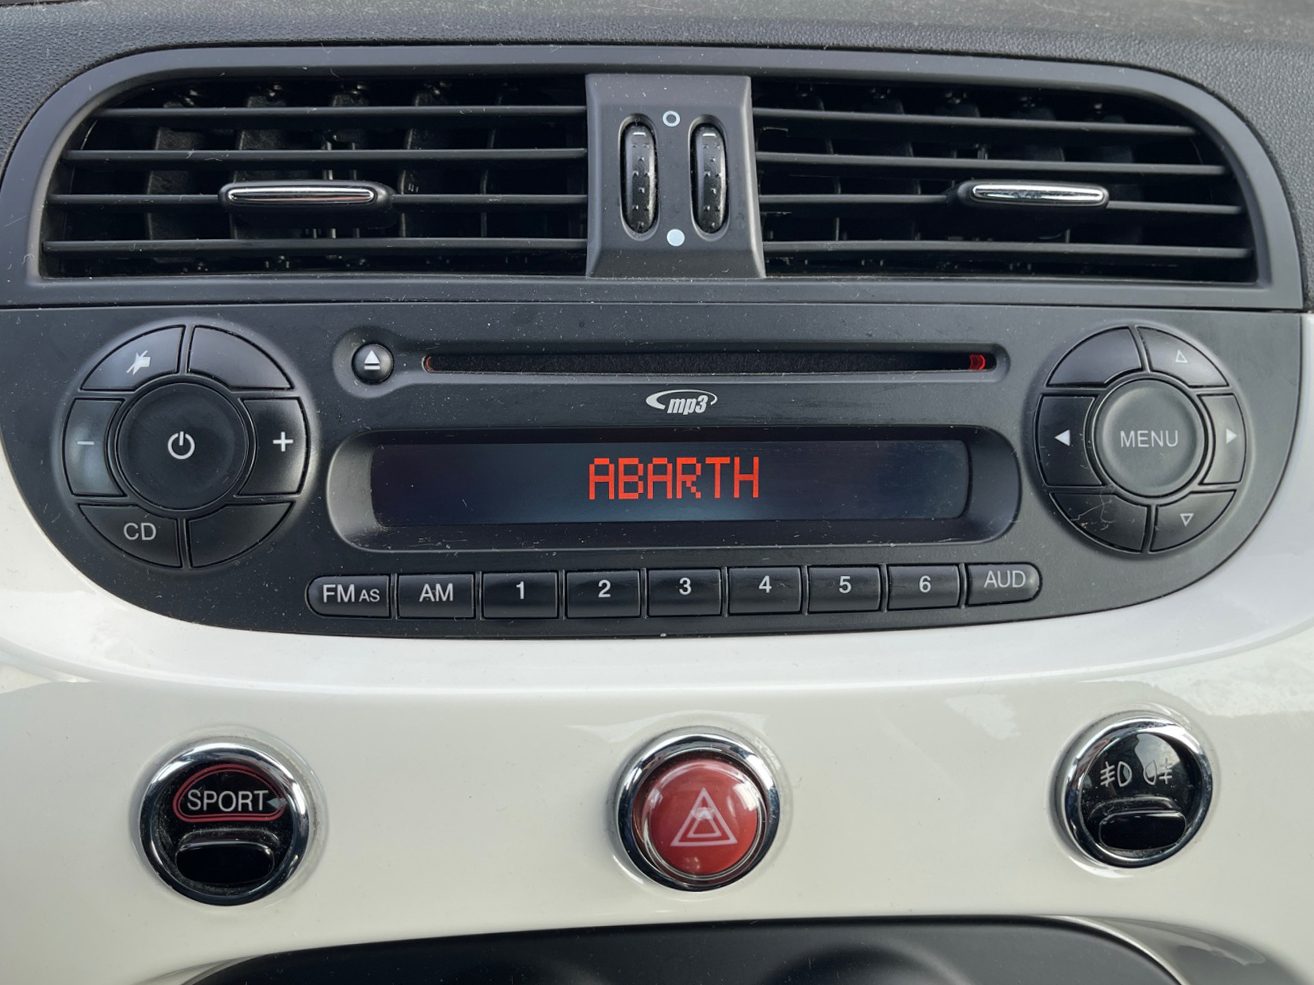 mp3
ABARTH
MENU
CD
FM AS AM 1 2 3 4 5 6 AUD
SPORT